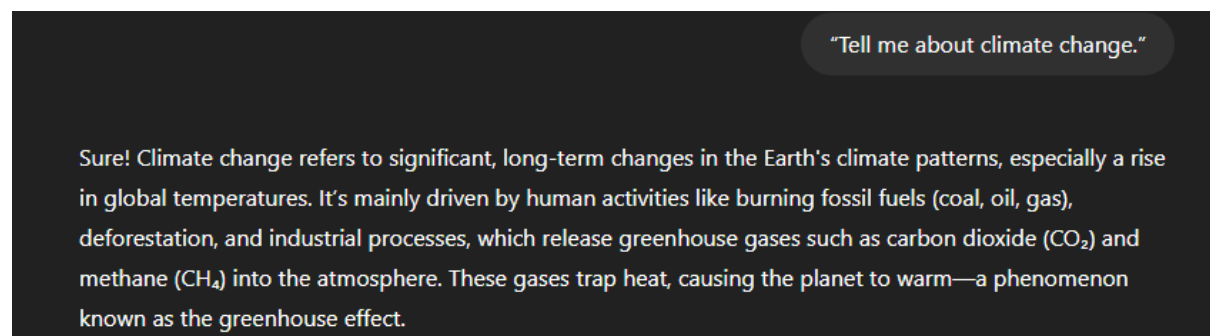 “Tell me about climate change.”
Sure! Climate change refers to significant, long-term changes in the Earth's climate patterns, especially a rise
in global temperatures. It’s mainly driven by human activities like burning fossil fuels (coal, oil, gas),
deforestation, and industrial processes, which release greenhouse gases such as carbon dioxide (CO₂) and
methane (CH₄) into the atmosphere. These gases trap heat, causing the planet to warm—a phenomenon
known as the greenhouse effect.